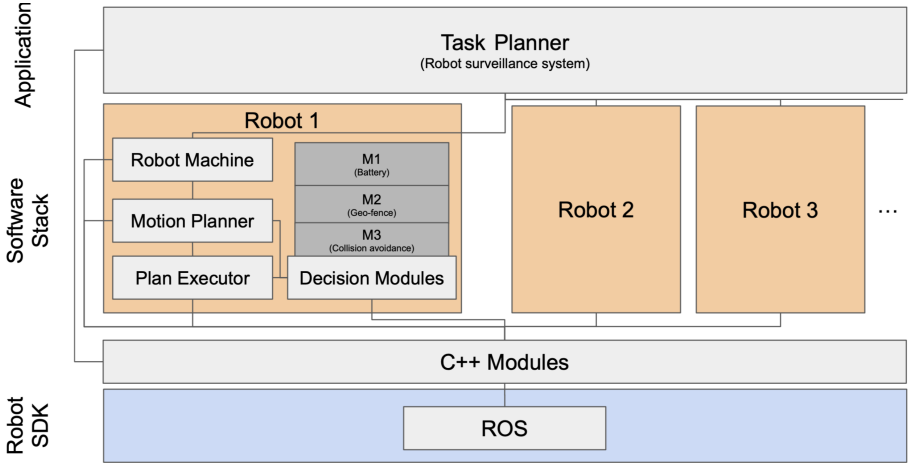 Application
Task Planner
(Robot surveillance system)
Software
Stack
Robot 1
Robot Machine
Motion Planner
Plan Executor
M1
(Battery)
M2
(Geo-fence)
M3
(Collision avoidance)
Decision Modules
Robot 2
Robot 3
...
C++ Modules
Robot
SDK
ROS